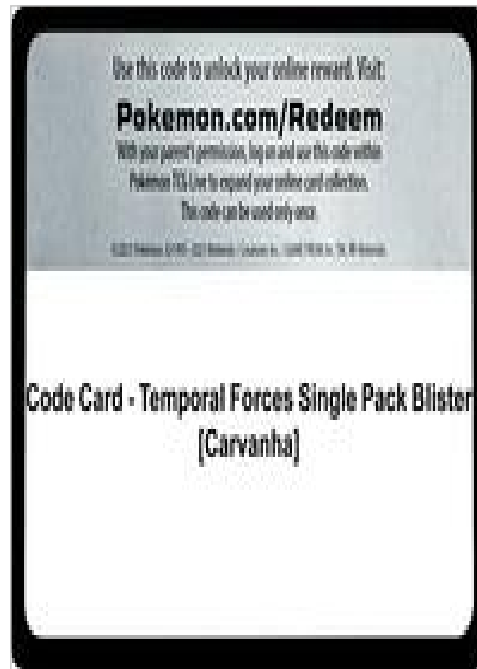 Use this code to unlock your online reward. Visit:
Pokemon.com/Redeem
With your parent's permission, log on and use this code within
Pokémon TCG Live to expand your online card collection.
This code can be used only once.
Code Card - Temporal Forces Single Pack Blister
[Carvanha]